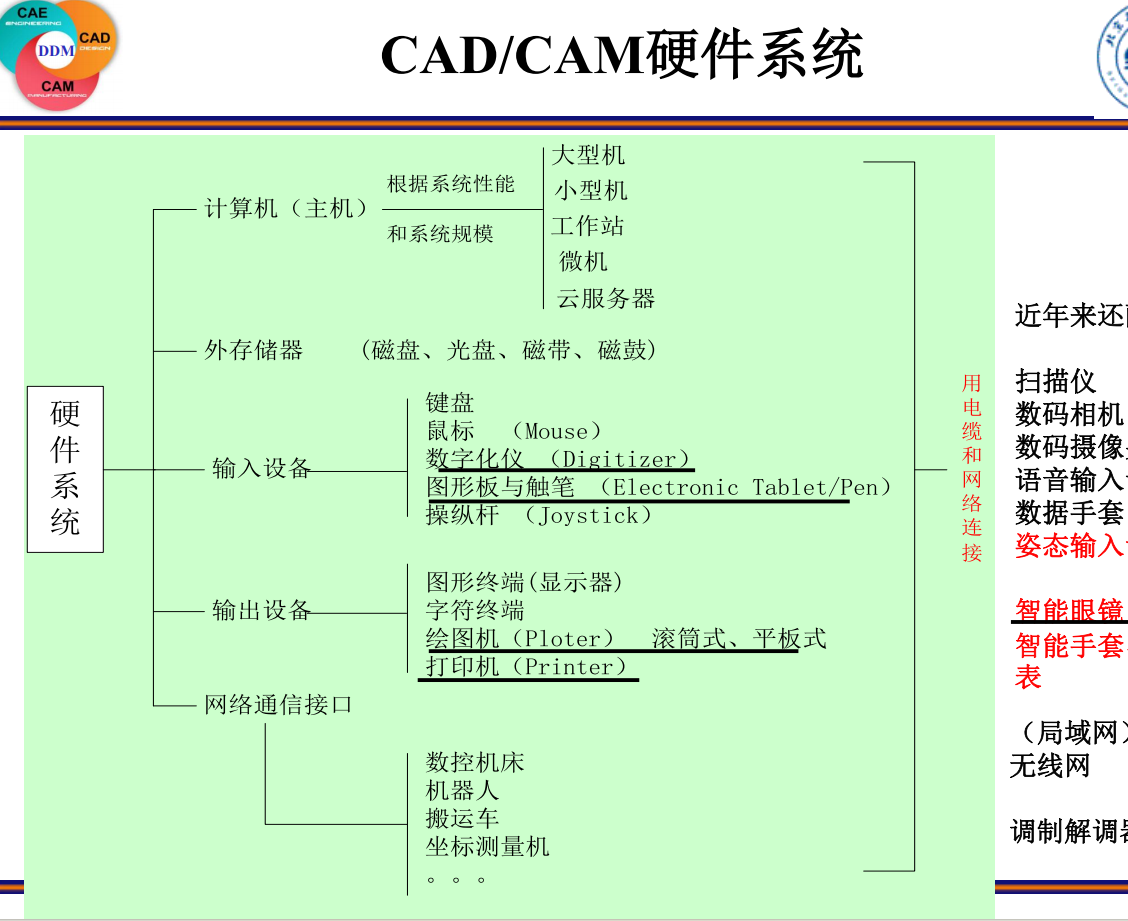 CAE
ENGINEERING
CAD
DESIGN
DDM
CAM
MANUFACTURING
CAD/CAM硬件系统
硬件系统
计算机（主机）
根据系统性能
和系统规模
大型机
小型机
工作站
微机
云服务器
外存储器 (磁盘、光盘、磁带、磁鼓)
输入设备
键盘
鼠标 （Mouse）
数字化仪 （Digitizer）
图形板与触笔 （Electronic Tablet/Pen）
操纵杆 （Joystick）
输出设备
图形终端(显示器)
字符终端
绘图机（Ploter） 滚筒式、平板式
打印机（Printer）
网络通信接口
数控机床
机器人
搬运车
坐标测量机
。。。
用电缆和网络连接
近年来还
扫描仪
数码相机
数码摄像
语音输入
数据手套
姿态输入
智能眼镜
智能手套
表
（局域网）
无线网
调制解调